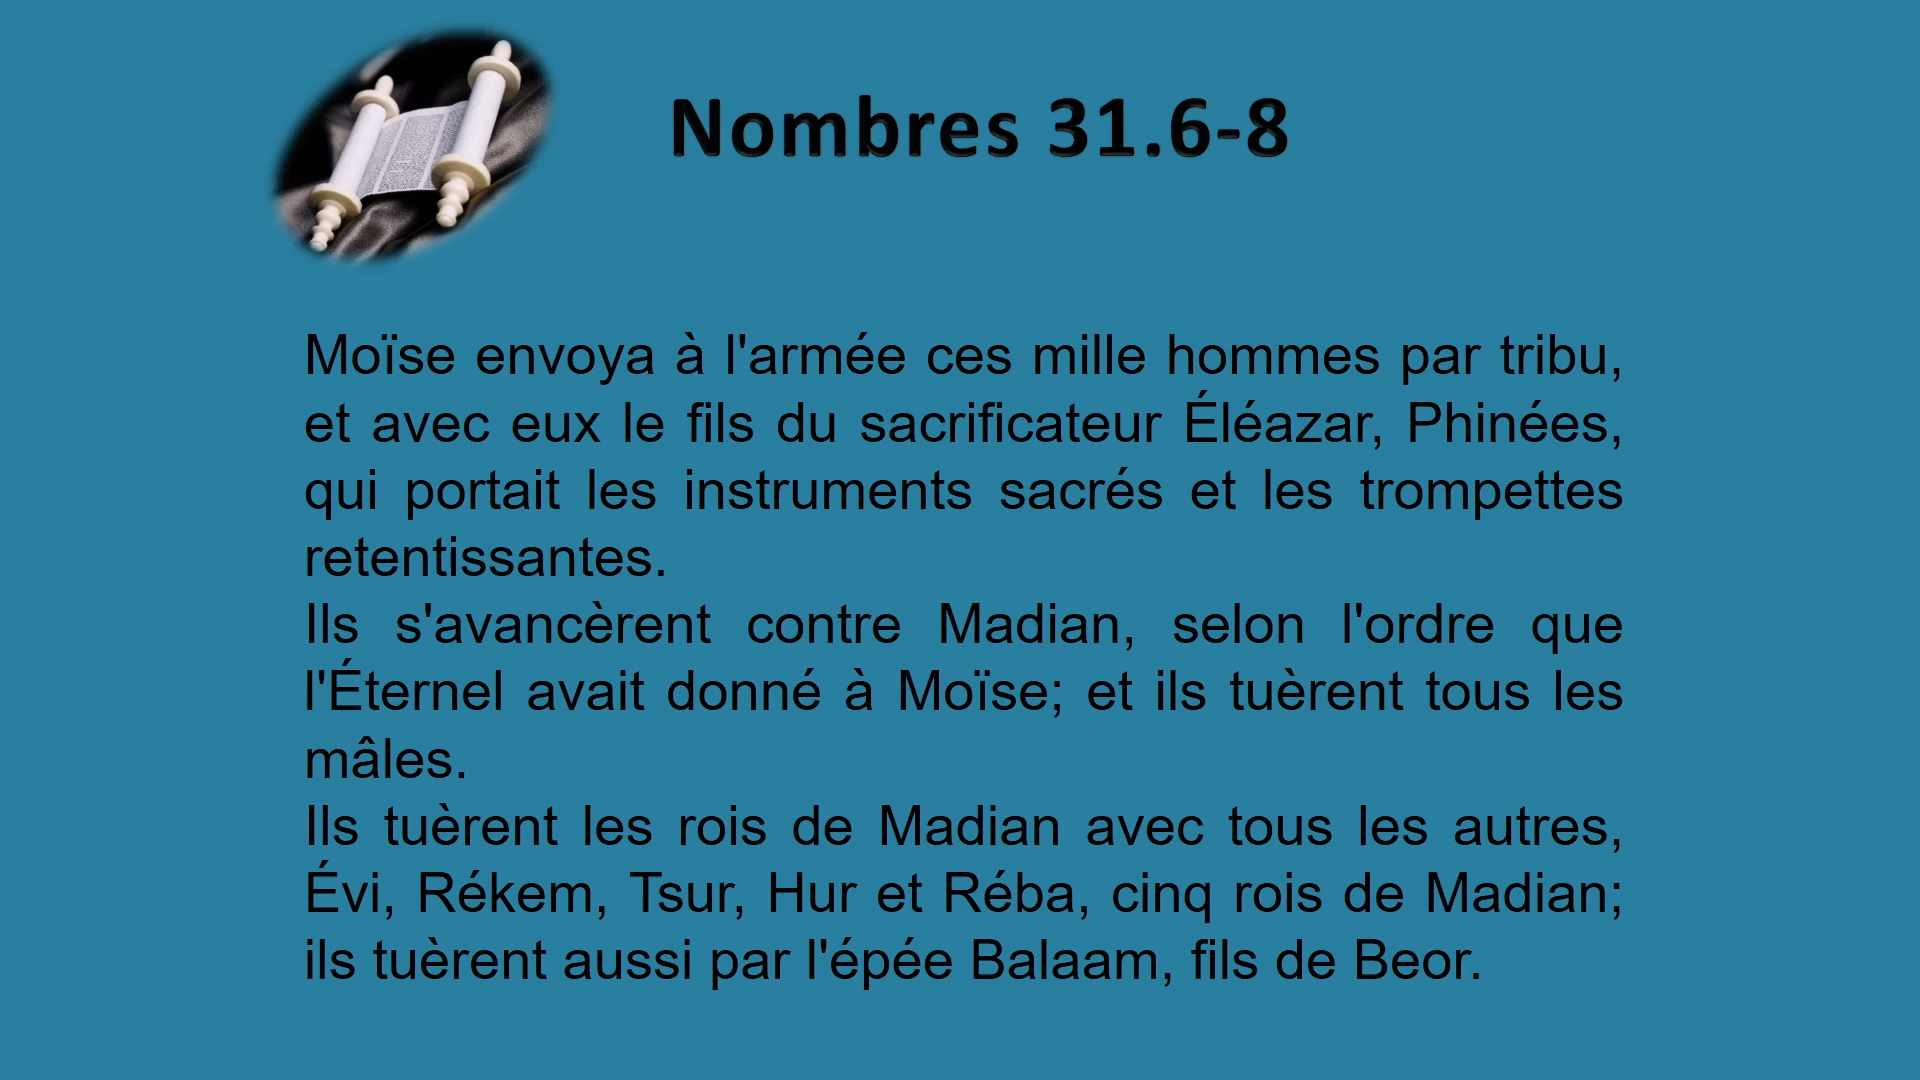 Nombres 31.6-8
Moïse envoya à l'armée ces mille hommes par tribu,
et avec eux le fils du sacrificateur Éléazar, Phinées,
qui portait les instruments sacrés et les trompettes
retentissantes.
Ils s'avancèrent contre Madian, selon l'ordre que
l'Éternel avait donné à Moïse; et ils tuèrent tous les
mâles.
Ils tuèrent les rois de Madian avec tous les autres,
Évi, Rékem, Tsur, Hur et Réba, cinq rois de Madian;
ils tuèrent aussi par l'épée Balaam, fils de Beor.